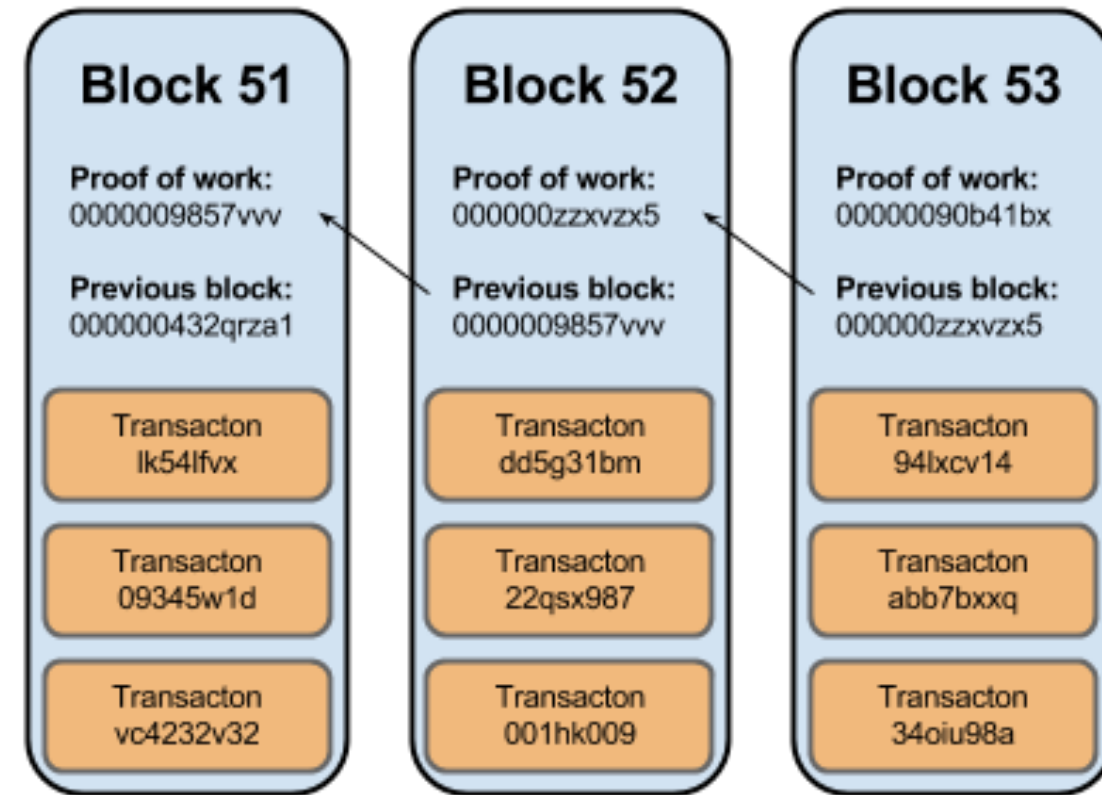 Block 51
Proof of work:
0000009857vvv
Previous block:
000000432qrza1
Transacton
lk54lfvx
Transacton
09345w1d
Transacton
vc4232v32
Block 52
Proof of work:
000000zzxvzx5
Previous block:
0000009857vvv
Transacton
dd5g31bm
Transacton
22qsx987
Transacton
001hk009
Block 53
Proof of work:
00000090b41bx
Previous block:
000000zzxvzx5
Transacton
94lxcv14
Transacton
abb7bxxq
Transacton
34oiu98a